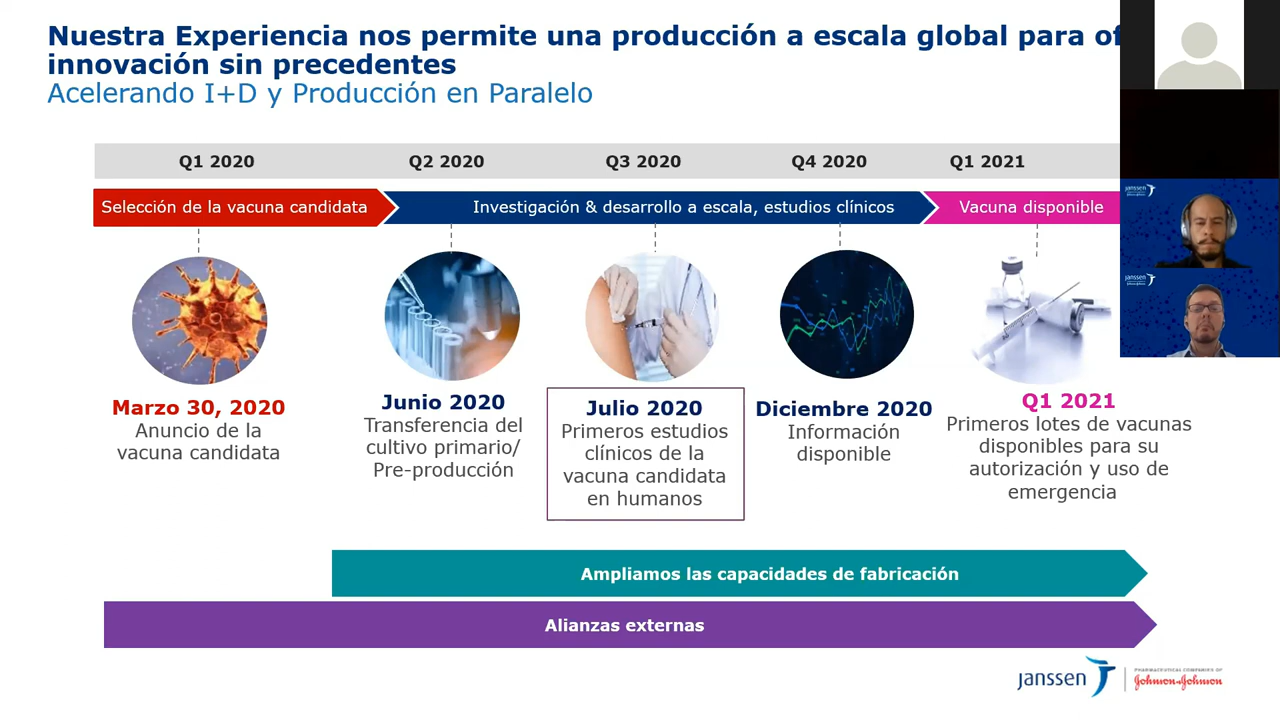 Nuestra Experiencia nos permite una producción a escala global para
innovación sin precedentes
Acelerando I+D y Producción en Paralelo
Q1 2020 Q2 2020 Q3 2020 Q4 2020 Q1 2021
Selección de la vacuna candidata Investigación & desarrollo a escala, estudios clínicos Vacuna disponible
Marzo 30, 2020
Anuncio de la
vacuna candidata
Junio 2020
Transferencia del
cultivo primario/
Pre-producción
Julio 2020
Primeros estudios
clínicos de la
vacuna candidata
en humanos
Diciembre 2020
Información
disponible
Q1 2021
Primeros lotes de vacunas
disponibles para su
autorización y uso de
emergencia
Ampliamos las capacidades de fabricación
Alianzas externas
janssen
PHARMACEUTICAL COMPANIES OF
Johnson & Johnson
janssen
janssen